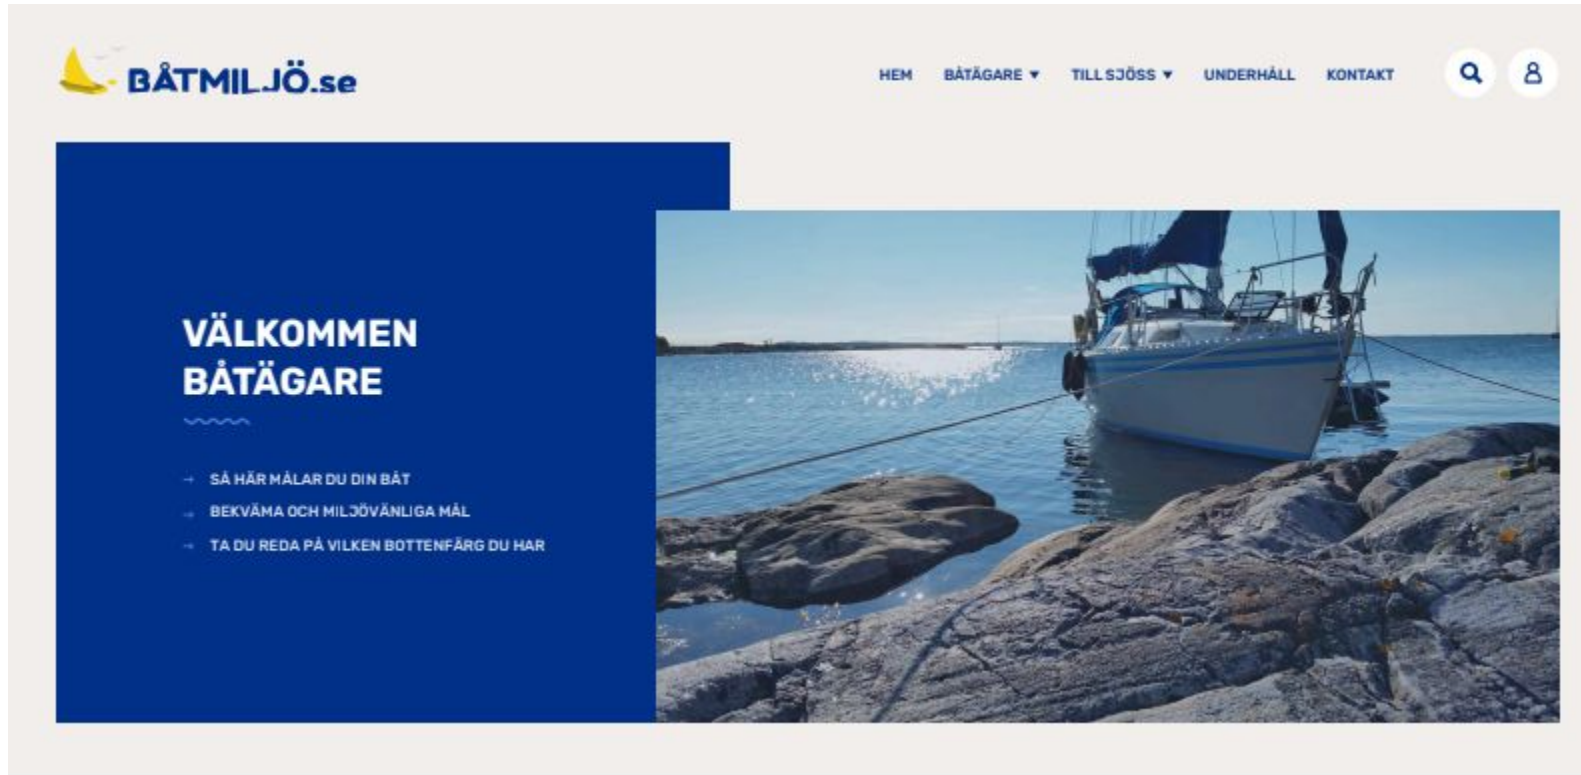 BÅTMILJÖ.se
HEM BÅTÄGARE ▼ TILL SJÖSS ▼ UNDERHÅLL KONTAKT
VÄLKOMMEN
BÅTÄGARE
→ SÅ HÄR MÅLAR DU DIN BÅT
→ BEKVÄMA OCH MILJÖVÄNLIGA MÅL
→ TA DU REDA PÅ VILKEN BOTTENFÄRG DU HAR